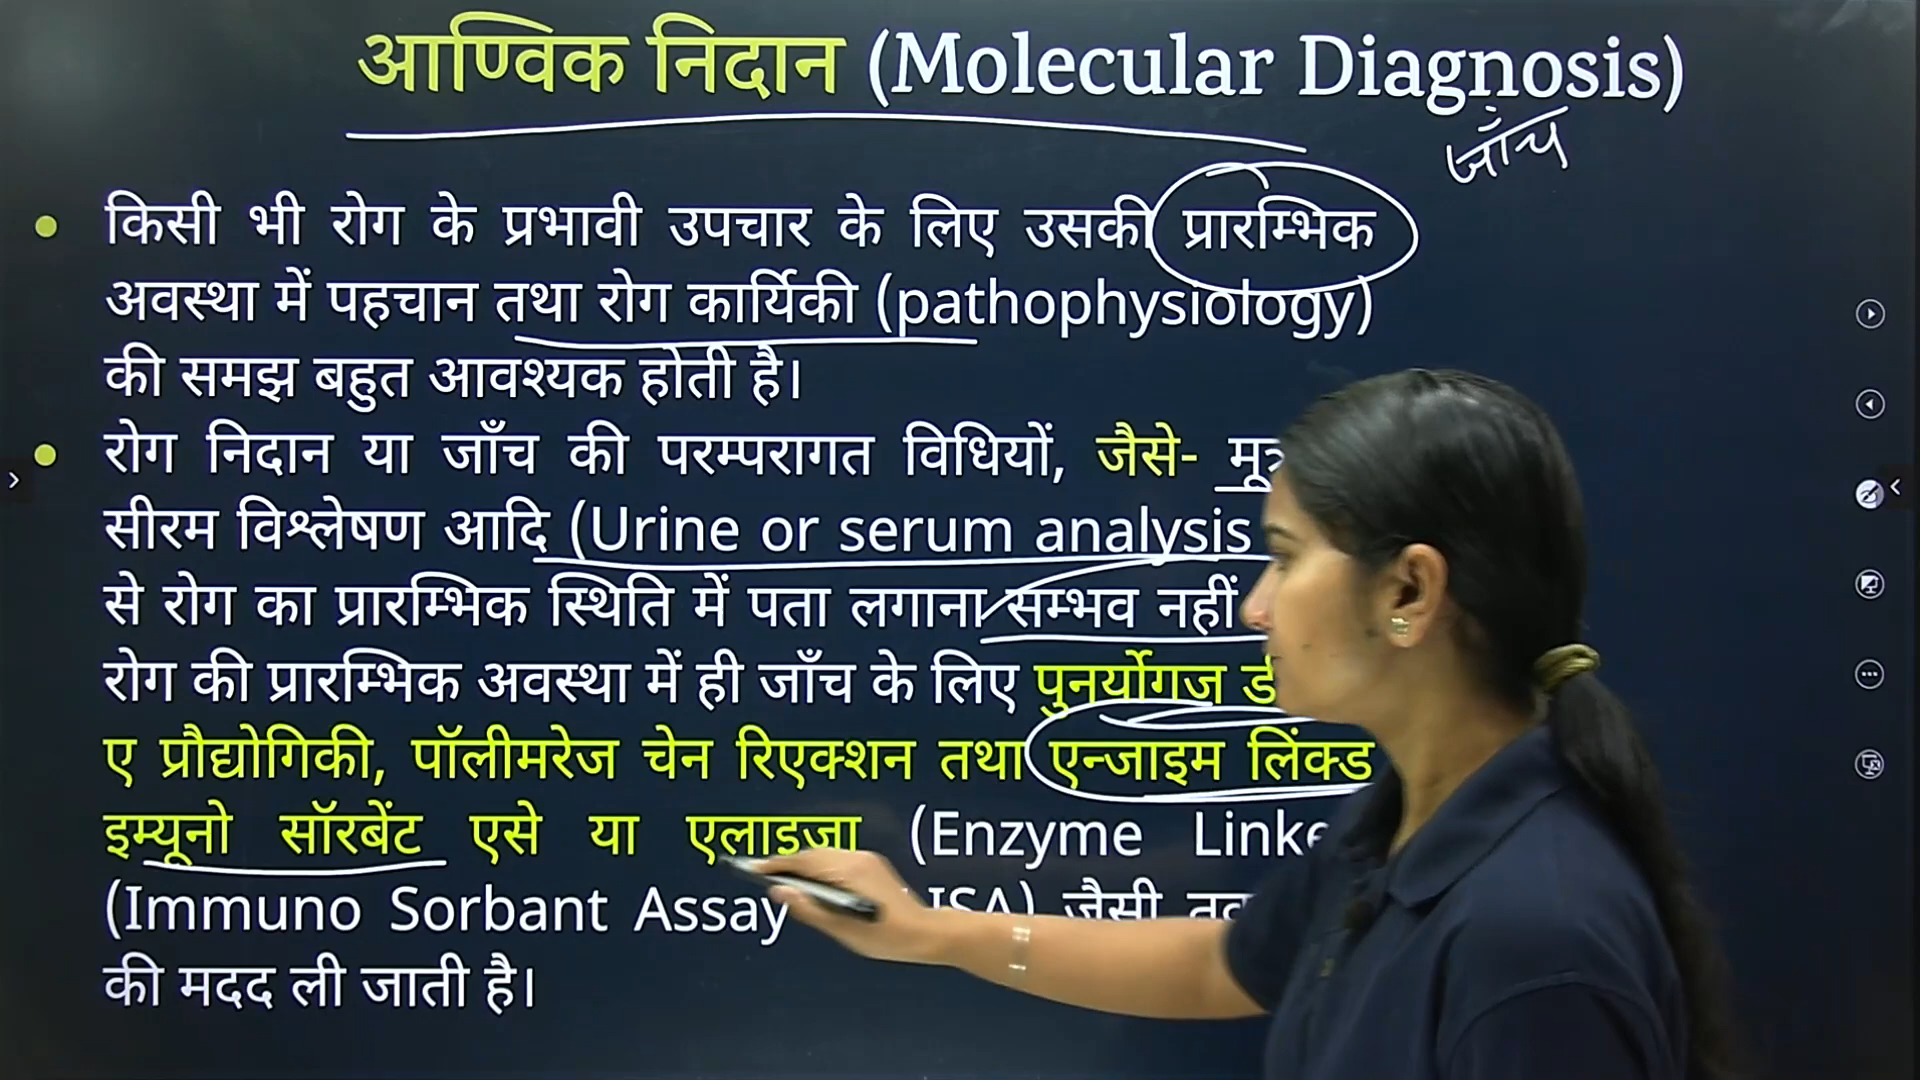 आण्विक निदान (Molecular Diagnosis)
जाँच
किसी भी रोग के प्रभावी उपचार के लिए उसकी प्रारम्भिक
अवस्था में पहचान तथा रोग कार्यिकी (pathophysiology)
की समझ बहुत आवश्यक होती है।
रोग निदान या जाँच की परम्परागत विधियों, जैसे-
सीरम विश्लेषण आदि (Urine or serum analysis
से रोग का प्रारम्भिक स्थिति में पता लगाना सम्भव नहीं
रोग की प्रारम्भिक अवस्था में ही जाँच के लिए पुनर्योगज
ए प्रौद्योगिकी, पॉलीमरेज चेन रिएक्शन तथा एन्जाइम लिंक्ड
इम्यूनो सॉरबेंट एसे या एलाइजा (Enzyme
(Immuno Sorbant Assay जैसी
की मदद ली जाती है।